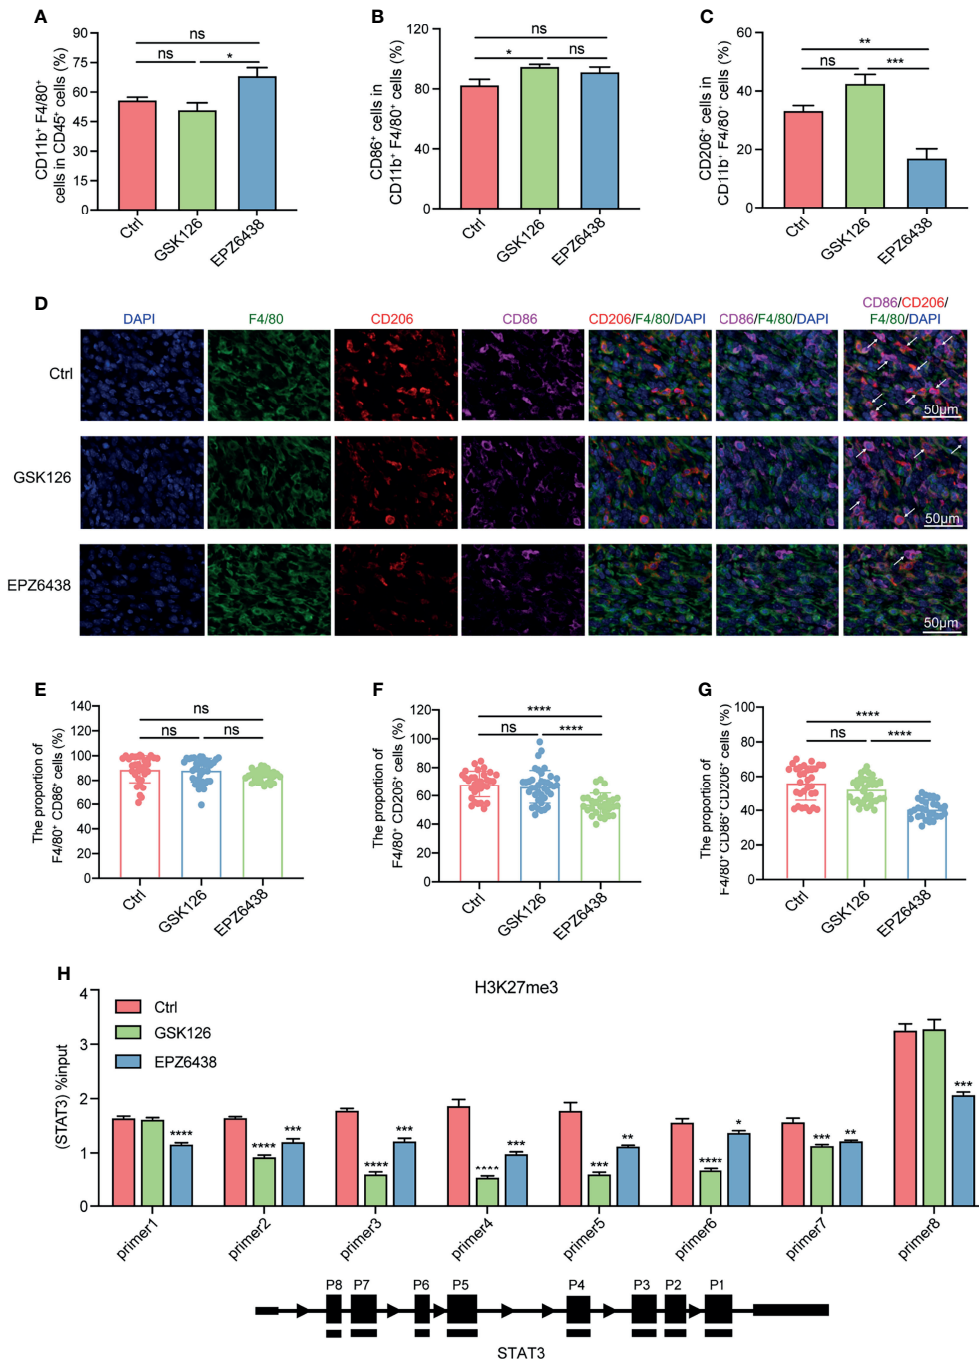 A
CD11b⁺ F4/80⁺
cells in CD45⁺ cells (%)
90
75
60
45
30
15
0
ns
ns
*
Ctrl
GSK126
EPZ6438
B
CD86⁺ cells in
CD11b⁺ F4/80⁺ cells (%)
120
80
40
0
ns
*
ns
Ctrl
GSK126
EPZ6438
C
CD206⁺ cells in
CD11b⁺ F4/80⁺ cells (%)
60
40
20
0
**
ns
***
Ctrl
GSK126
EPZ6438
D
DAPI
F4/80
CD206
CD86
CD206/F4/80/DAPI
CD86/F4/80/DAPI
CD86/CD206/
F4/80/DAPI
Ctrl
50μm
GSK126
50μm
EPZ6438
50μm
E
The proportion of
F4/80⁺ CD86⁺ cells (%)
140
120
100
80
60
40
20
0
ns
ns
ns
Ctrl
GSK126
EPZ6438
F
The proportion of
F4/80⁺ CD206⁺ cells (%)
120
100
80
60
40
20
0
****
ns
****
Ctrl
GSK126
EPZ6438
G
The proportion of
F4/80⁺ CD86⁺ CD206⁺ cells (%)
100
80
60
40
20
0
****
ns
****
Ctrl
GSK126
EPZ6438
H
H3K27me3
(STAT3) %input
4
3
2
1
0
Ctrl
GSK126
EPZ6438
****
**** ***
**** ***
**** ***
*** **
**** *
*** **
***
primer1
primer2
primer3
primer4
primer5
primer6
primer7
primer8
P8 P7 P6 P5 P4 P3 P2 P1
STAT3